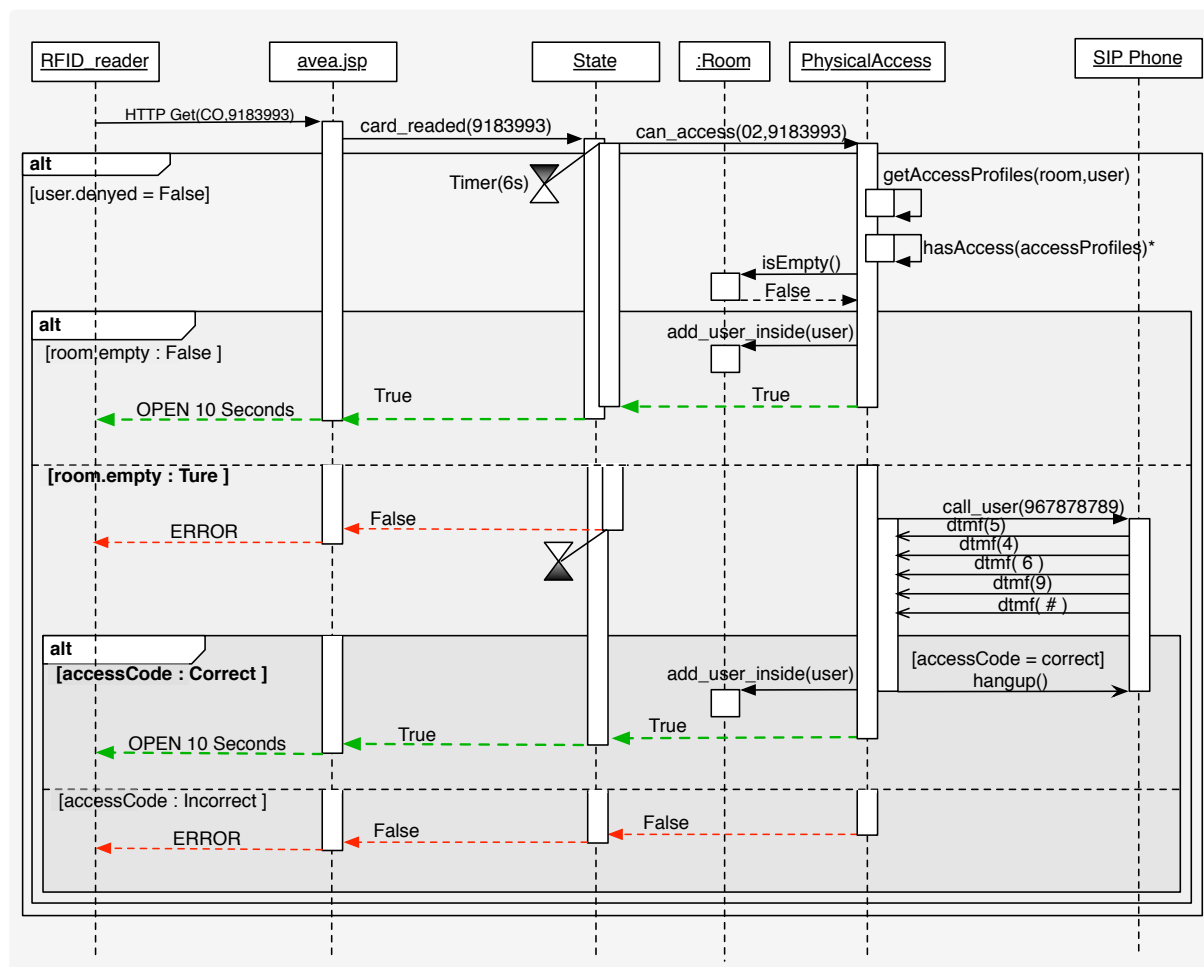 RFID_reader
avea.jsp
State
:Room
PhysicalAccess
SIP Phone
HTTP Get(CO,9183993)
card_readed(9183993)
can_access(02,9183993)
alt
[user.denyed = False]
Timer(6s)
getAccessProfiles(room,user)
hasAccess(accessProfiles)*
isEmpty()
False
alt
[room.empty : False ]
add_user_inside(user)
True
True
OPEN 10 Seconds
[room.empty : Ture ]
False
ERROR
call_user(967878789)
dtmf(5)
dtmf(4)
dtmf( 6 )
dtmf(9)
dtmf( # )
alt
[accessCode : Correct ]
[accessCode = correct]
add_user_inside(user)
hangup()
True
True
OPEN 10 Seconds
[accessCode : Incorrect ]
False
False
ERROR